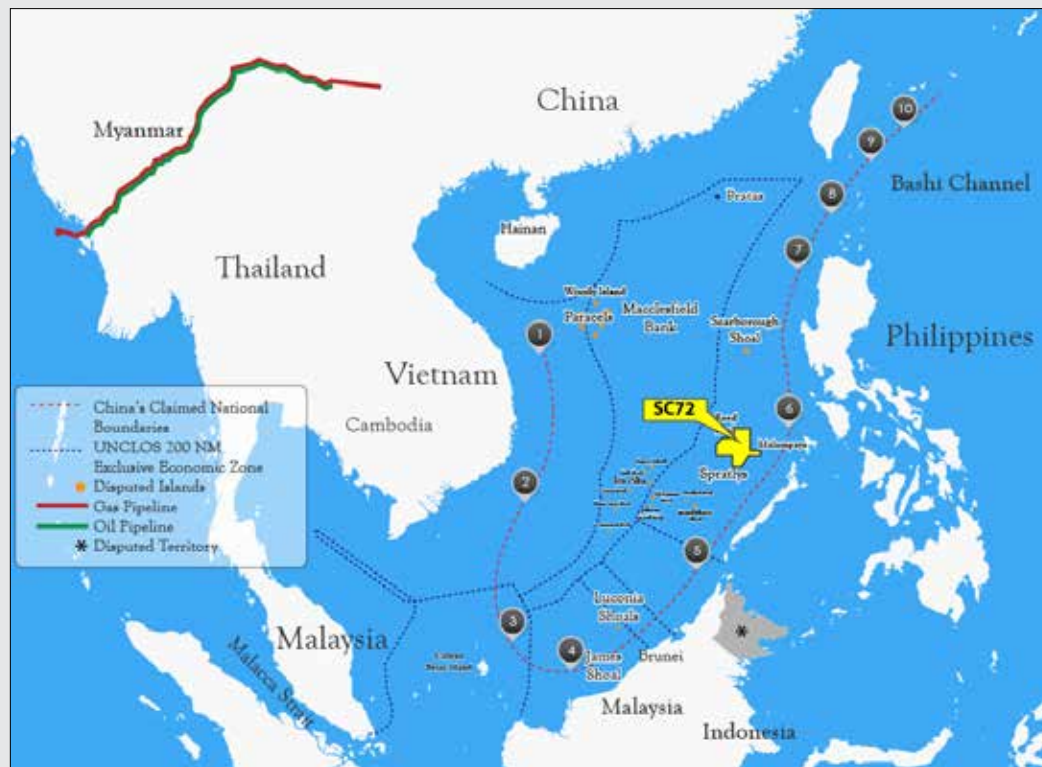 China
Myanmar
10
9
Bashi Channel
8
Pratas
Hainan
7
Thailand
Woody Island
Paracels
Macclesfield
Bank
Scarborough
Shoal
1
Philippines
Vietnam
Cambodia
SC72
6
Spratlys
2
China's Claimed National
Boundaries
UNCLOS 200 NM
Exclusive Economic Zone
Disputed Islands
Gas Pipeline
Oil Pipeline
* Disputed Territory
5
Luconia
Shoals
3
4
James
Shoal
Brunei
*
Malaysia
Malacca Strait
Malaysia
Indonesia